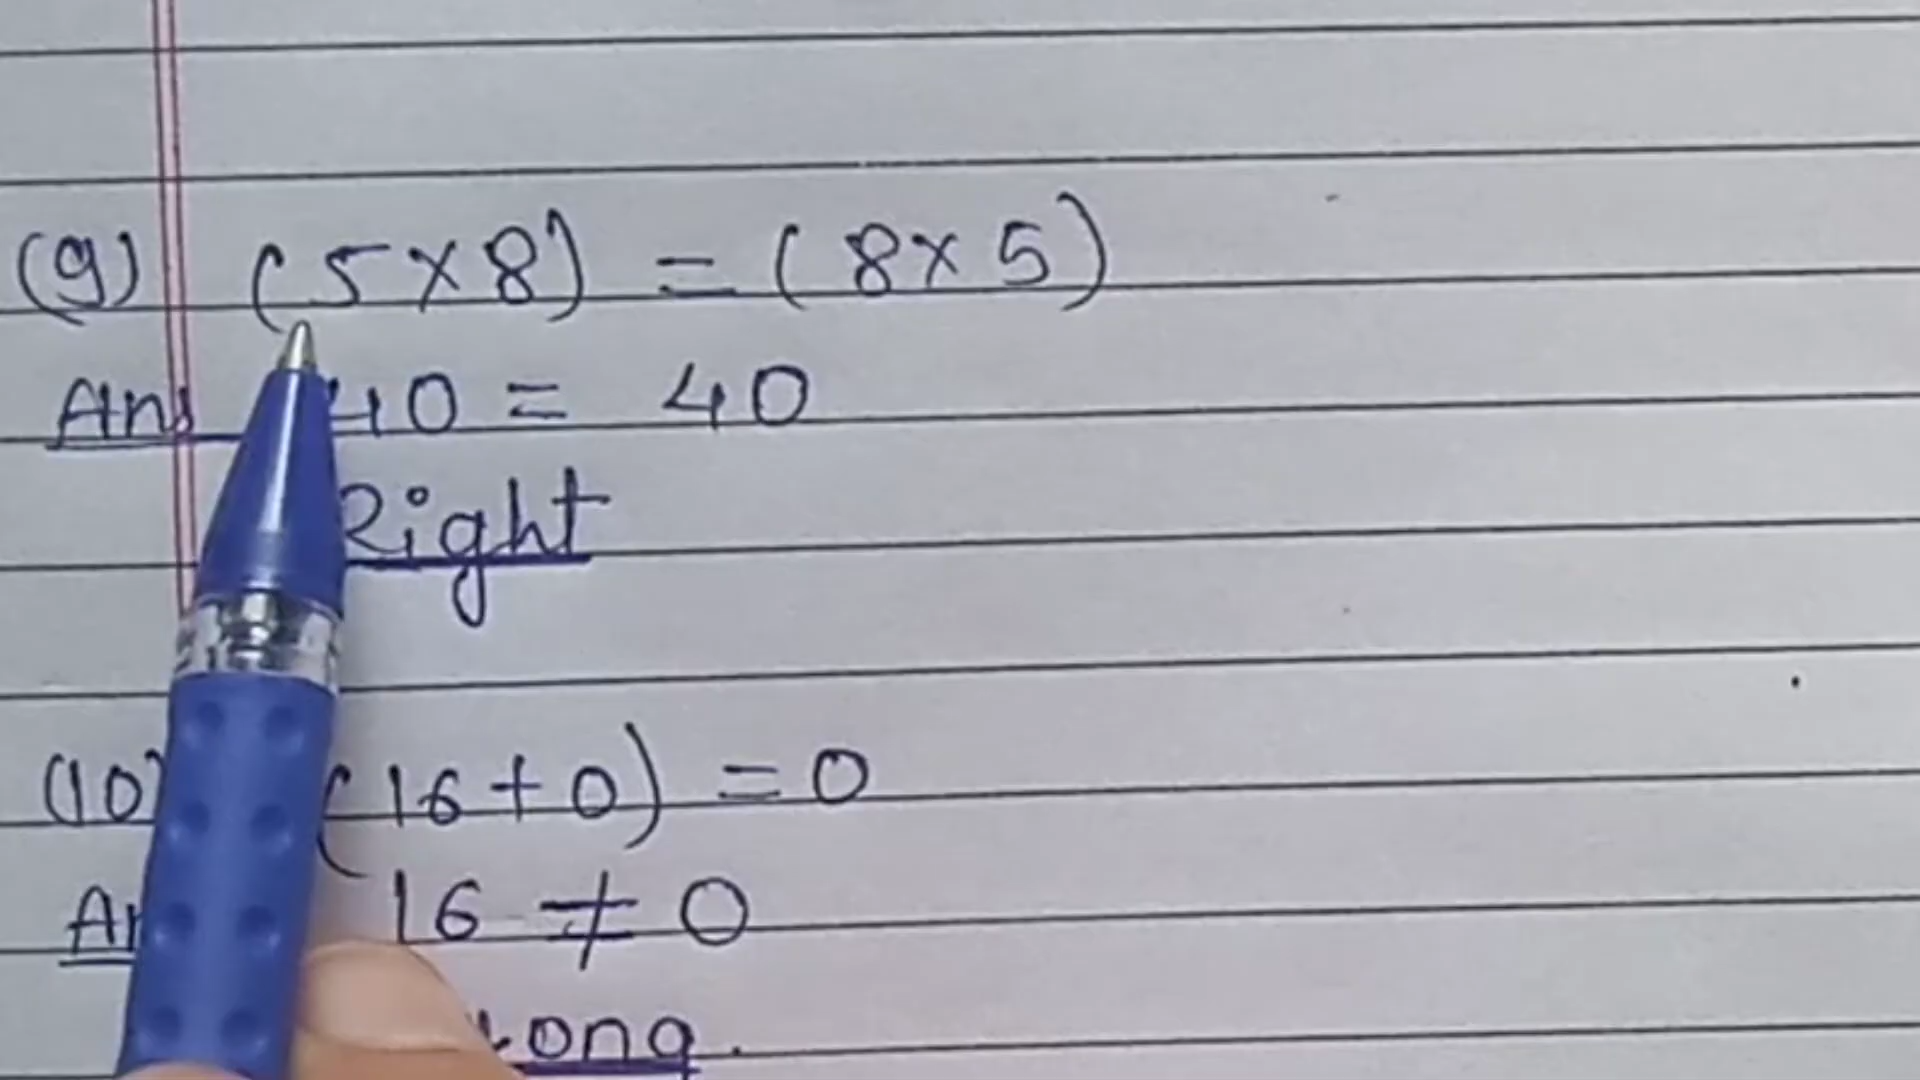 (9) (5×8) = (8×5)
Ans 40 = 40
Right
(10) (16+0) = 0
16 ≠ 0